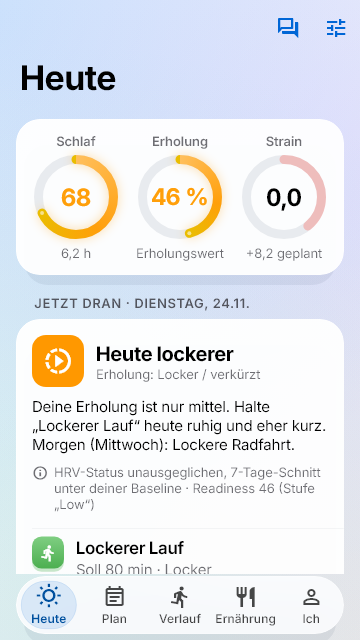 Heute
Schlaf
Erholung
Strain
68
46 %
0,0
6,2 h
Erholungswert
+8,2 geplant
JETZT DRAN · DIENSTAG, 24.11.
Heute lockerer
Erholung: Locker / verkürzt
Deine Erholung ist nur mittel. Halte
„Lockerer Lauf“ heute ruhig und eher kurz.
Morgen (Mittwoch): Lockere Radfahrt.
HRV-Status unausgeglichen, 7-Tage-Schnitt
unter deiner Baseline · Readiness 46 (Stufe
„Low“)
Lockerer Lauf
Soll 80 min · Locker
Heute
Plan
Verlauf
Ernährung
Ich